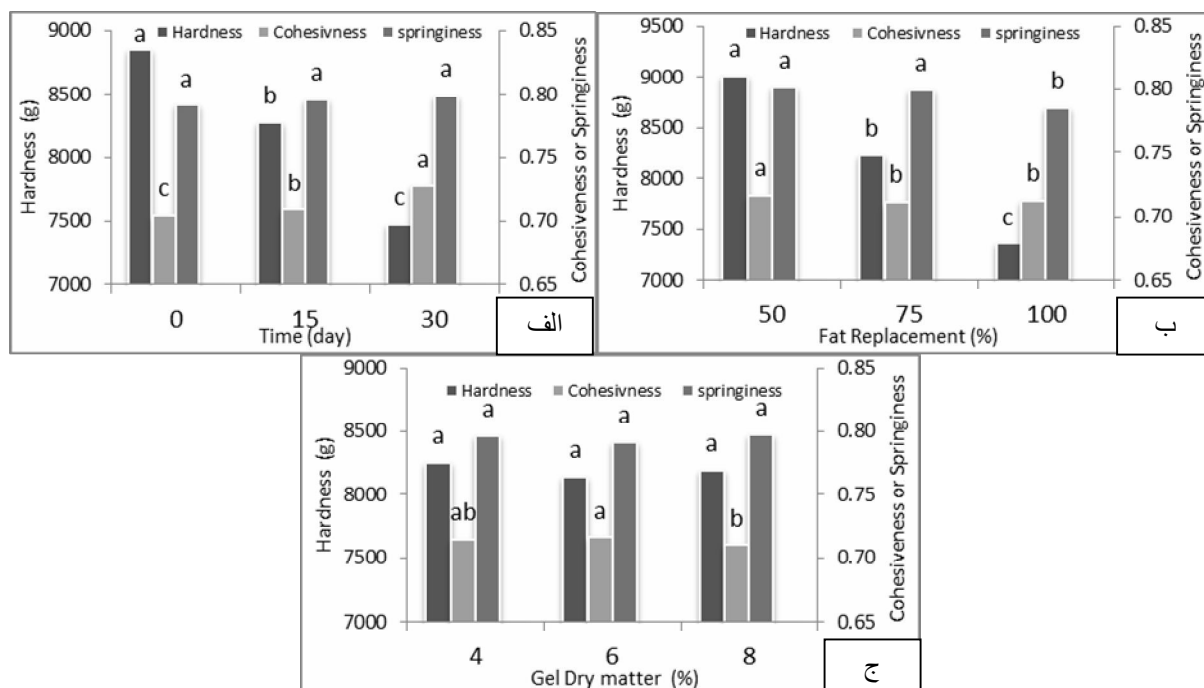 Hardness Cohesivness springiness
9000 0.85
8500 0.80
8000 0.75
7500 0.70
7000 0.65
Hardness (g)
Cohesiveness or Springiness
a c a
b b a
c a a
0 15 30
Time (day)
الف
Hardness Cohesivness springiness
9500 0.85
9000 0.80
8500 0.75
8000 0.70
7500
7000 0.65
Hardness (g)
Cohesiveness or Springiness
a a a
b b a
c b b
50 75 100
Fat Replacement (%)
ب
Hardness Cohesivness springiness
9000 0.85
8500 0.80
8000 0.75
7500 0.70
7000 0.65
Hardness (g)
Cohesiveness or Springiness
a ab a
a a a
a b a
4 6 8
Gel Dry matter (%)
ج